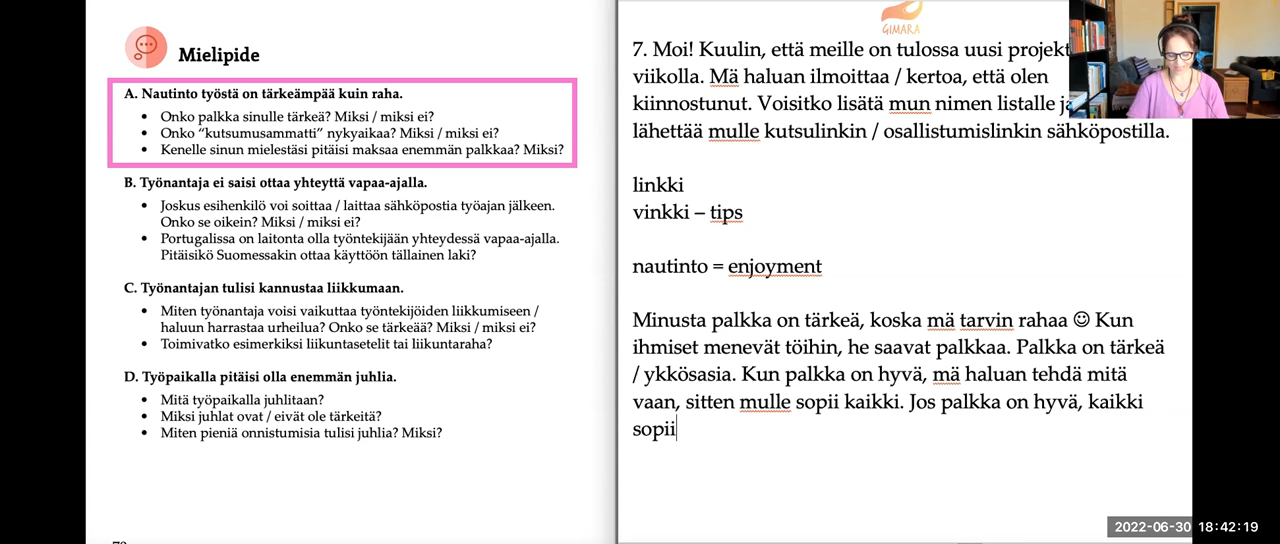 Mielipide
A. Nautinto työstä on tärkeämpää kuin raha.
• Onko palkka sinulle tärkeä? Miksi / miksi ei?
• Onko “kutsumusammatti” nykyaikaa? Miksi / miksi ei?
• Kenelle sinun mielestäsi pitäisi maksaa enemmän palkkaa? Miksi?
B. Työnantaja ei saisi ottaa yhteyttä vapaa-ajalla.
• Joskus esihenkilö voi soittaa / laittaa sähköpostia työajan jälkeen.
Onko se oikein? Miksi / miksi ei?
• Portugalissa on laitonta olla työntekijään yhteydessä vapaa-ajalla.
Pitäisikö Suomessakin ottaa käyttöön tällainen laki?
C. Työnantajan tulisi kannustaa liikkumaan.
• Miten työnantaja voisi vaikuttaa työntekijöiden liikkumiseen /
haluun harrastaa urheilua? Onko se tärkeää? Miksi / miksi ei?
• Toimivatko esimerkiksi liikuntasetelit tai liikuntaraha?
D. Työpaikalla pitäisi olla enemmän juhlia.
• Mitä työpaikalla juhlitaan?
• Miksi juhlat ovat / eivät ole tärkeitä?
• Miten pieniä onnistumisia tulisi juhlia? Miksi?
GIMARA
7. Moi! Kuulin, että meille on tulossa uusi projekt
viikolla. Mä haluan ilmoittaa / kertoa, että olen
kiinnostunut. Voisitko lisätä mun nimen listalle ja
lähettää mulle kutsulinkin / osallistumislinkin sähköpostilla.
linkki
vinkki – tips
nautinto = enjoyment
Minusta palkka on tärkeä, koska mä tarvin rahaa ☺ Kun
ihmiset menevät töihin, he saavat palkkaa. Palkka on tärkeä
/ ykkösasia. Kun palkka on hyvä, mä haluan tehdä mitä
vaan, sitten mulle sopii kaikki. Jos palkka on hyvä, kaikki
sopii
2022-06-30 18:42:19